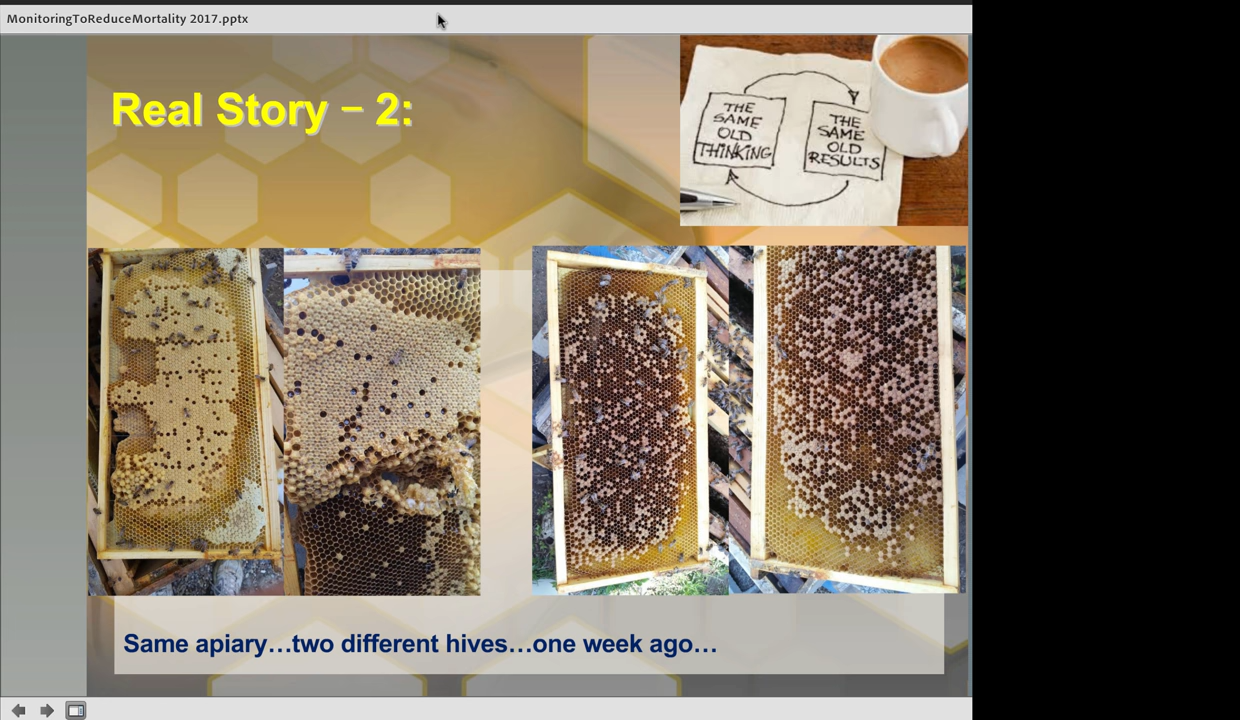 MonitoringToReduceMortality 2017.pptx
Real Story – 2:
THE
SAME
OLD
THINKING
THE
SAME
OLD
RESULTS
Same apiary…two different hives…one week ago…